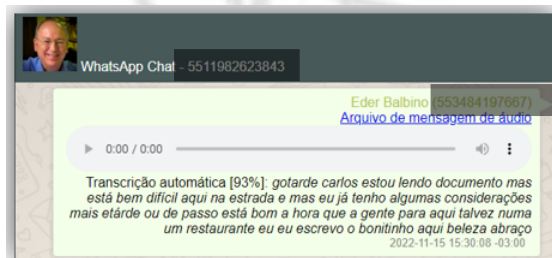 WhatsApp Chat - 5511982623843
Eder Balbino (553484197667)
Arquivo de mensagem de áudio
0:00 / 0:00
Transcrição automática [93%]: gotarde carlos estou lendo documento mas
está bem difícil aqui na estrada e mas eu já tenho algumas considerações
mais etárde ou de passo está bom a hora que a gente para aqui talvez numa
um restaurante eu eu escrevo o bonitinho aqui beleza abraço
2022-11-15 15:30:08 -03:00